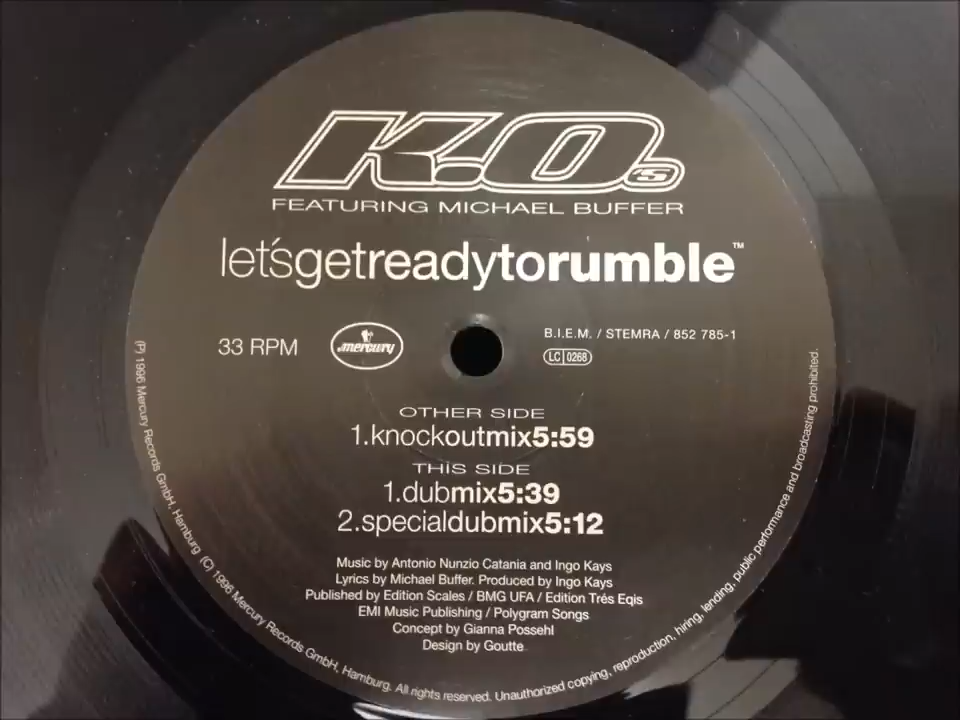 K.O's
FEATURING MICHAEL BUFFER
let'sgetreadytorumble™
33 RPM
mercury
B.I.E.M. / STEMRA / 852 785-1
LC 0268
OTHER SIDE
1.knockoutmix5:59
THiS SIDE
1.dubmix5:39
2.specialdubmix5:12
Music by Antonio Nunzio Catania and Ingo Kays
Lyrics by Michael Buffer. Produced by Ingo Kays
Published by Edition Scales / BMG UFA / Edition Trés Eqis
EMI Music Publishing / Polygram Songs
Concept by Gianna Possehl
Design by Goutte
(P) 1996 Mercury Records GmbH, Hamburg (C) 1996 Mercury Records GmbH, Hamburg. All rights reserved. Unauthorized copying, reproduction, hiring, lending, public performance and broadcasting prohibited.